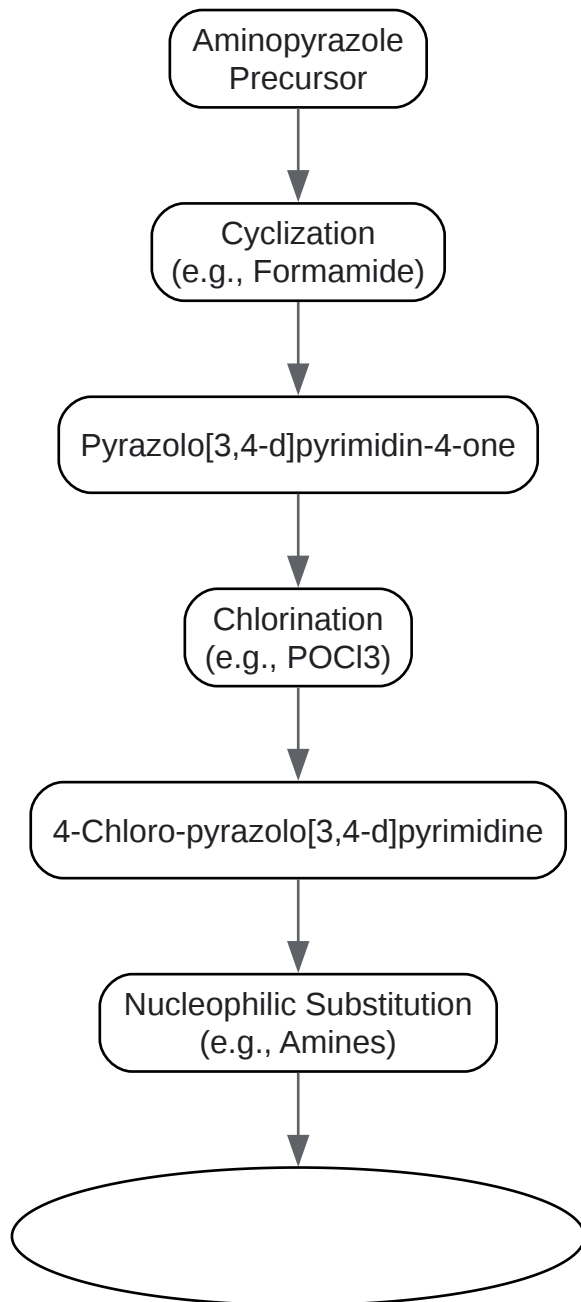 Aminopyrazole
Precursor
Cyclization
(e.g., Formamide)
Pyrazolo[3,4-d]pyrimidin-4-one
Chlorination
(e.g., POCl3)
4-Chloro-pyrazolo[3,4-d]pyrimidine
Nucleophilic Substitution
(e.g., Amines)